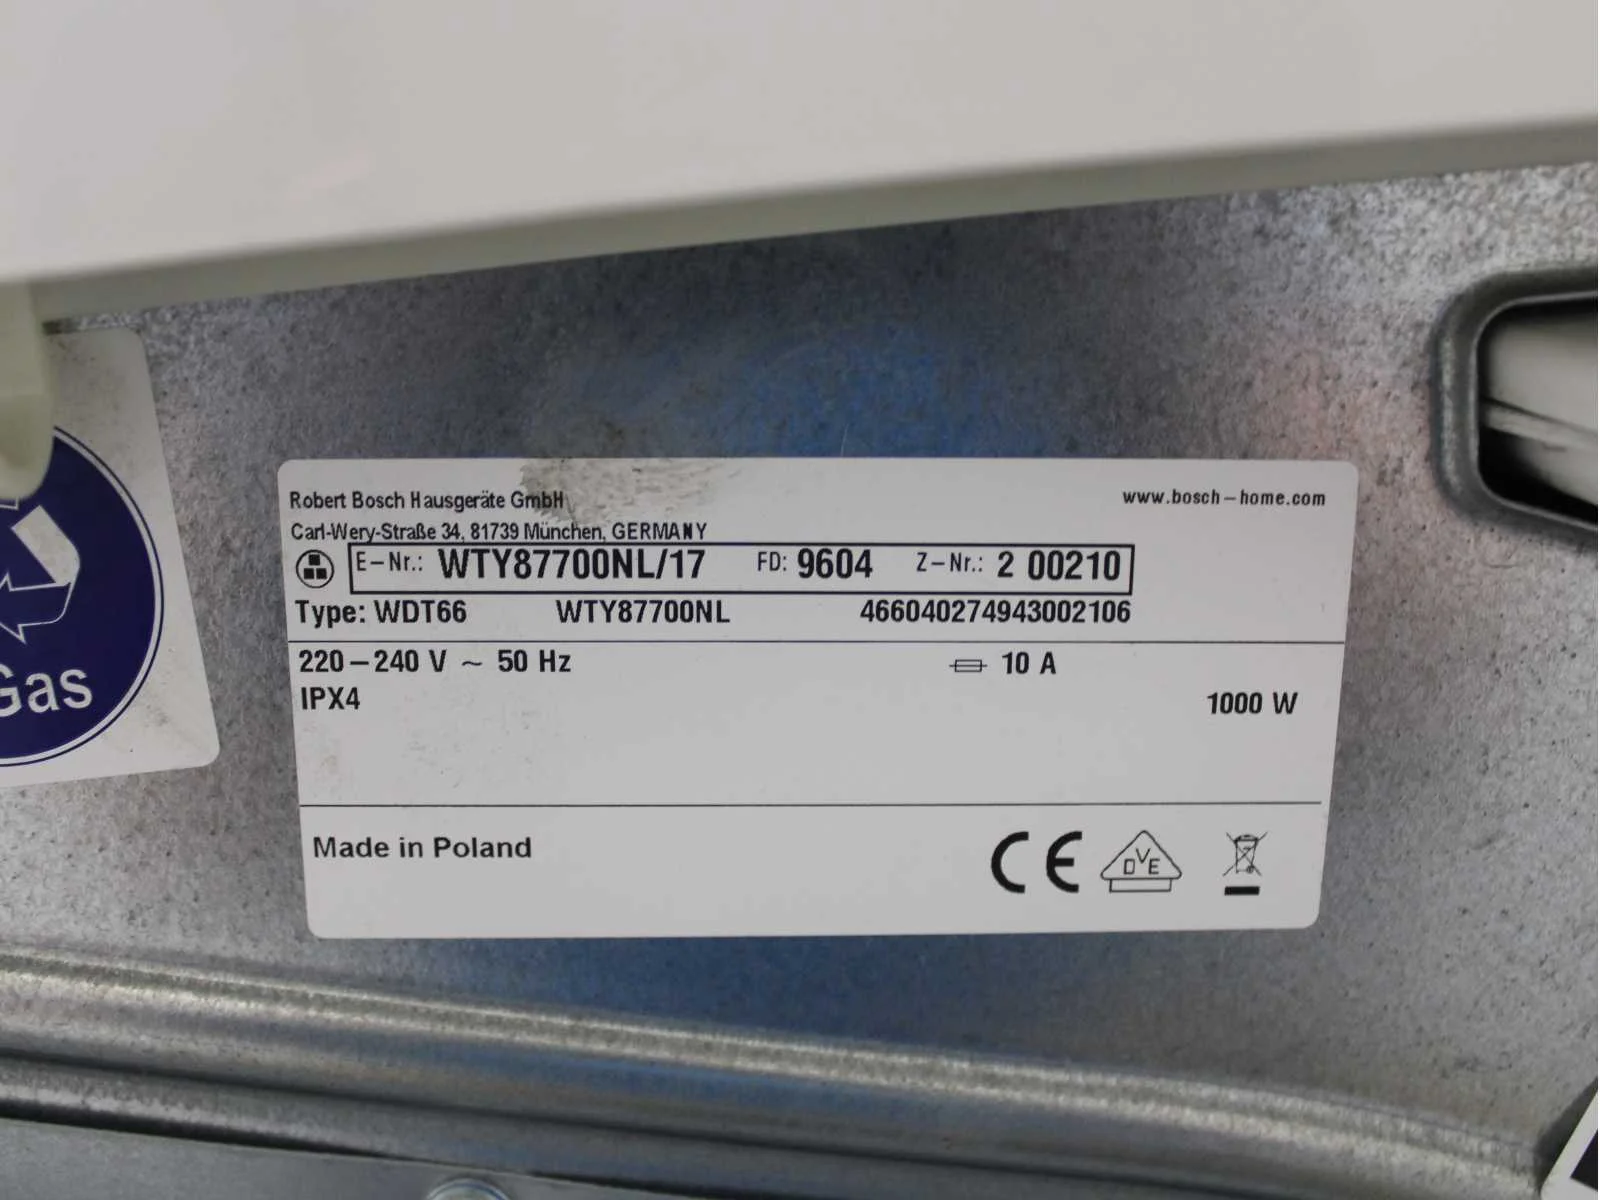 Robert Bosch Hausgeräte GmbH
www.bosch-home.com
Carl-Wery-Straße 34, 81739 München, GERMANY
E-Nr.: WTY87700NL/17 FD: 9604 Z-Nr.: 2 00210
Type: WDT66 WTY87700NL 466040274943002106
220-240 V ~ 50 Hz 10 A
IPX4 1000 W
Made in Poland
CE DVE
Gas